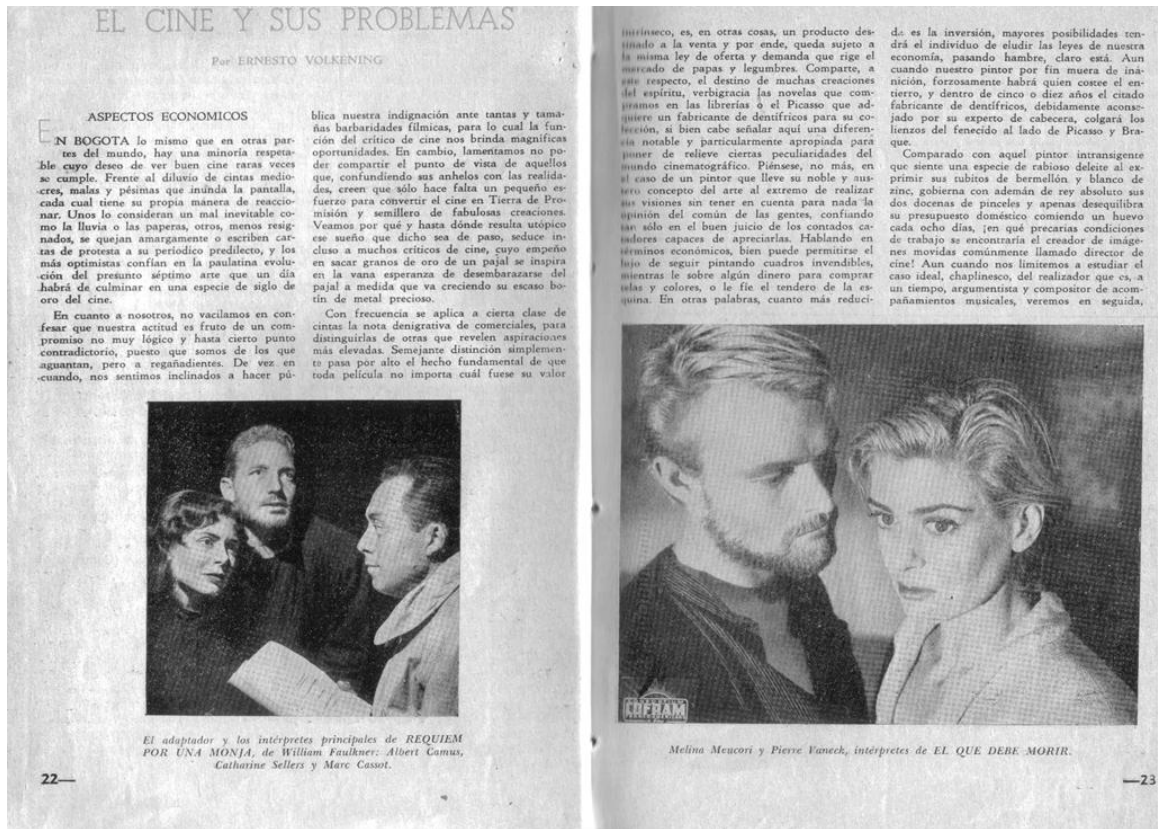 EL CINE Y SUS PROBLEMAS
Por ERNESTO VOLKENING
ASPECTOS ECONOMICOS
EN BOGOTA lo mismo que en otras par-
tes del mundo, hay una minoría respeta-
ble cuyo deseo de ver buen cine raras veces
se cumple. Frente al diluvio de cintas medio-
cres, malas y pésimas que inunda la pantalla,
cada cual tiene su propia manera de reaccio-
nar. Unos lo consideran un mal inevitable co-
mo la lluvia o las paperas, otros, menos resig-
nados, se quejan amargamente o escriben car-
tas de protesta a su periódico predilecto, y los
más optimistas confían en la paulatina evolu-
ción del presunto séptimo arte que un día
habrá de culminar en una especie de siglo de
oro del cine.
En cuanto a nosotros, no vacilamos en con-
fesar que nuestra actitud es fruto de un com-
promiso no muy lógico y hasta cierto punto
contradictorio, puesto que somos de los que
aguantan, pero a regañadientes. De vez en
cuando, nos sentimos inclinados a hacer pú-
blica nuestra indignación ante tantas y tama-
ñas barbaridades fílmicas, para lo cual la fun-
ción del crítico de cine nos brinda magníficas
oportunidades. En cambio, lamentamos no po-
der compartir el punto de vista de aquellos
que, confundiendo sus anhelos con las realida-
des, creen que sólo hace falta un pequeño es-
fuerzo para convertir el cine en Tierra de Pro-
misión y semillero de fabulosas creaciones.
Veamos por qué y hasta dónde resulta utópico
ese sueño que dicho sea de paso, seduce in-
cluso a muchos críticos de cine, cuyo empeño
en sacar granos de oro de un pajal se inspira
en la vana esperanza de desembarazarse del
pajal a medida que va creciendo su escaso bo-
tín de metal precioso.
Con frecuencia se aplica a cierta clase de
cintas la nota denigrativa de comerciales, para
distinguirlas de otras que revelen aspiraciones
más elevadas. Semejante distinción simplemen-
te pasa por alto el hecho fundamental de que
toda película no importa cuál fuese su valor
El adaptador y los intérpretes principales de REQUIEM
POR UNA MONJA, de William Faulkner: Albert Camus,
Catharine Sellers y Marc Cassot.
22—
intrínseco, es, en otras cosas, un producto des-
tinado a la venta y por ende, queda sujeto a
la misma ley de oferta y demanda que rige el
mercado de papas y legumbres. Comparte, a
este respecto, el destino de muchas creaciones
del espíritu, verbigracia las novelas que com-
pramos en las librerías o el Picasso que ad-
quiere un fabricante de dentífricos para su co-
lección, si bien cabe señalar aquí una diferen-
cia notable y particularmente apropiada para
poner de relieve ciertas peculiaridades del
mundo cinematográfico. Piénsese, no más, en
el caso de un pintor que lleve su noble y aus-
tero concepto del arte al extremo de realizar
sus visiones sin tener en cuenta para nada la
opinión del común de las gentes, confiando
tan sólo en el buen juicio de los contados ca-
tadores capaces de apreciarlas. Hablando en
términos económicos, bien puede permitirse el
lujo de seguir pintando cuadros invendibles,
mientras le sobre algún dinero para comprar
telas y colores, o le fíe el tendero de la es-
quina. En otras palabras, cuanto más reduci-
da es la inversión, mayores posibilidades ten-
drá el individuo de eludir las leyes de nuestra
economía, pasando hambre, claro está. Aun
cuando nuestro pintor por fin muera de iná-
nición, forzosamente habrá quien costee el en-
tierro, y dentro de cinco o diez años el citado
fabricante de dentífricos, debidamente aconse-
jado por su experto de cabecera, colgará los
lienzos del fenecido al lado de Picasso y Bra-
que.
Comparado con aquel pintor intransigente
que siente una especie de rabioso deleite al ex-
primir sus tubitos de bermellón y blanco de
zinc, gobierna con ademán de rey absoluto sus
dos docenas de pinceles y apenas desequilibra
su presupuesto doméstico comiendo un huevo
cada ocho días, ¡en qué precarias condiciones
de trabajo se encontraría el creador de imáge-
nes movidas comúnmente llamado director de
cine! Aun cuando nos limitemos a estudiar el
caso ideal, chaplinesco, del realizador que es, a
un tiempo, argumentista y compositor de acom-
pañamientos musicales, veremos en seguida,
COFRAM
Melina Meucori y Pierre Vaneck, intérpretes de EL QUE DEBE MORIR.
—23